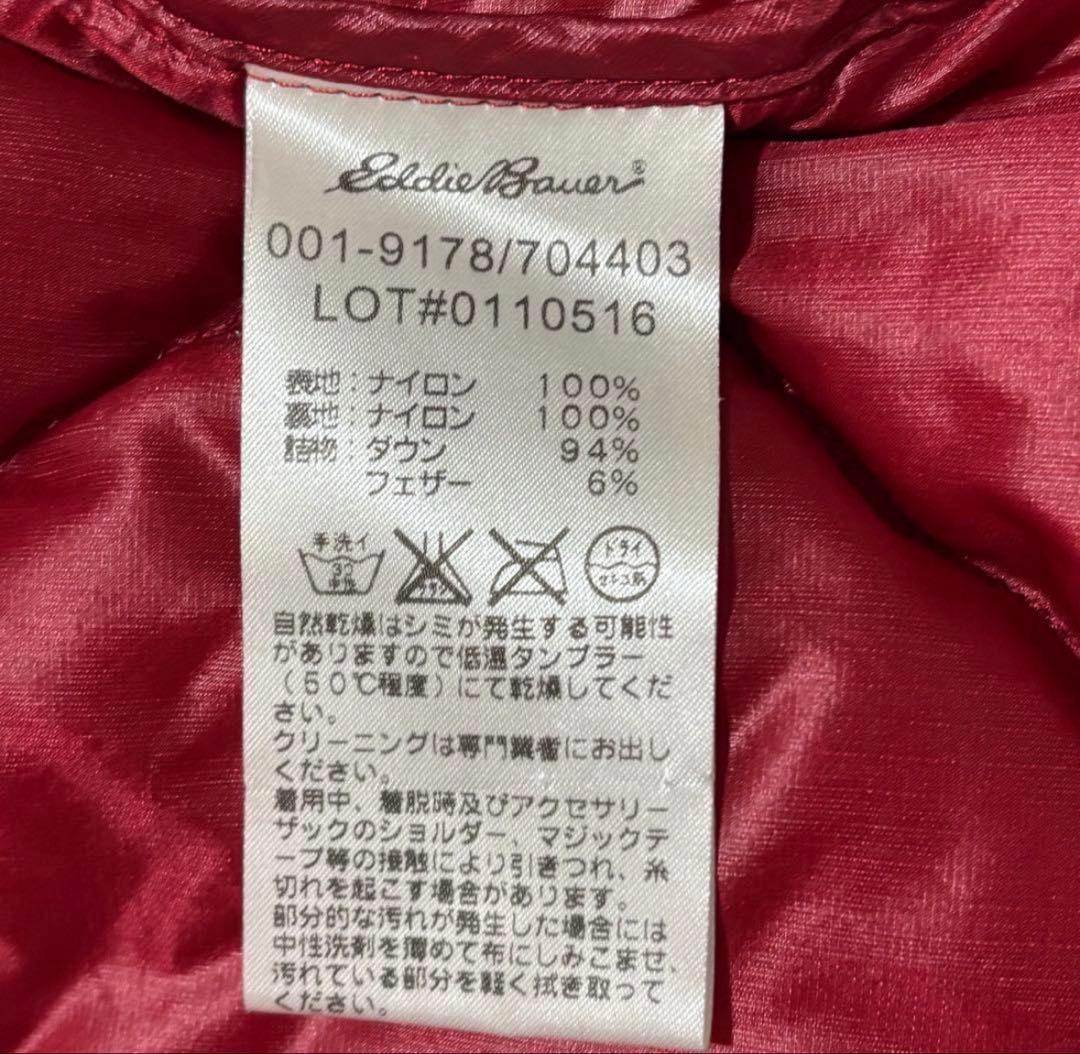 Eddie Bauer®
001-9178/704403
LOT#0110516
表地：ナイロン 100%
裏地：ナイロン 100%
詰物：ダウン 94%
フェザー 6%
手洗イ ドライ
30
中性
自然乾燥はシミが発生する可能性
がありますので低温タンブラー
（50℃程度）にて乾燥してくだ
さい。
クリーニングは専門業者にお出し
ください。
着用中、着脱時及びアクセサリー
ザックのショルダー、マジックテ
ープ等の接触により引きつれ、糸
切れを起こす場合があります。
部分的な汚れが発生した場合には
中性洗剤を薄めて布にしみこませ、
汚れている部分を軽く拭き取って
ください。